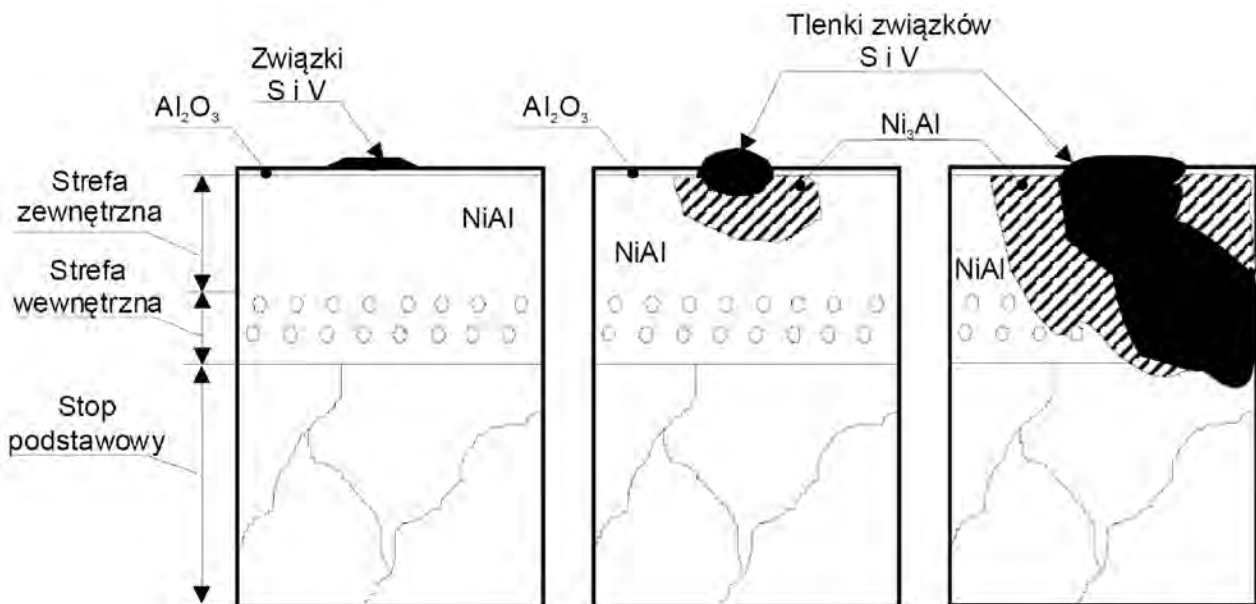 Związki
S i V
Al₂O₃
Strefa
zewnętrzna
NiAl
Strefa
wewnętrzna
Stop
podstawowy
Tlenki związków
S i V
Al₂O₃
Ni₃Al
NiAl
NiAl